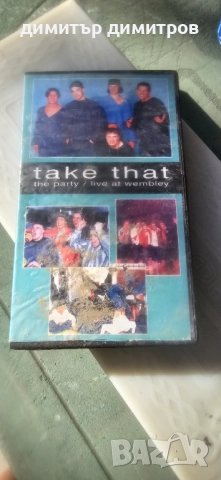 димитър димитров
take that
the party / live at wembley
BAZAR